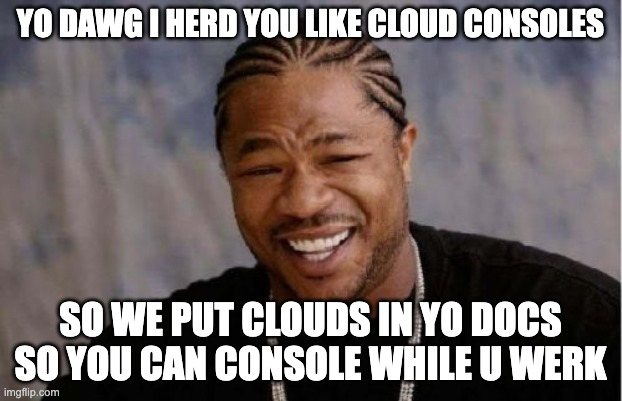 YO DAWG I HERD YOU LIKE CLOUD CONSOLES
SO WE PUT CLOUDS IN YO DOCS
SO YOU CAN CONSOLE WHILE U WERK
imgflip.com